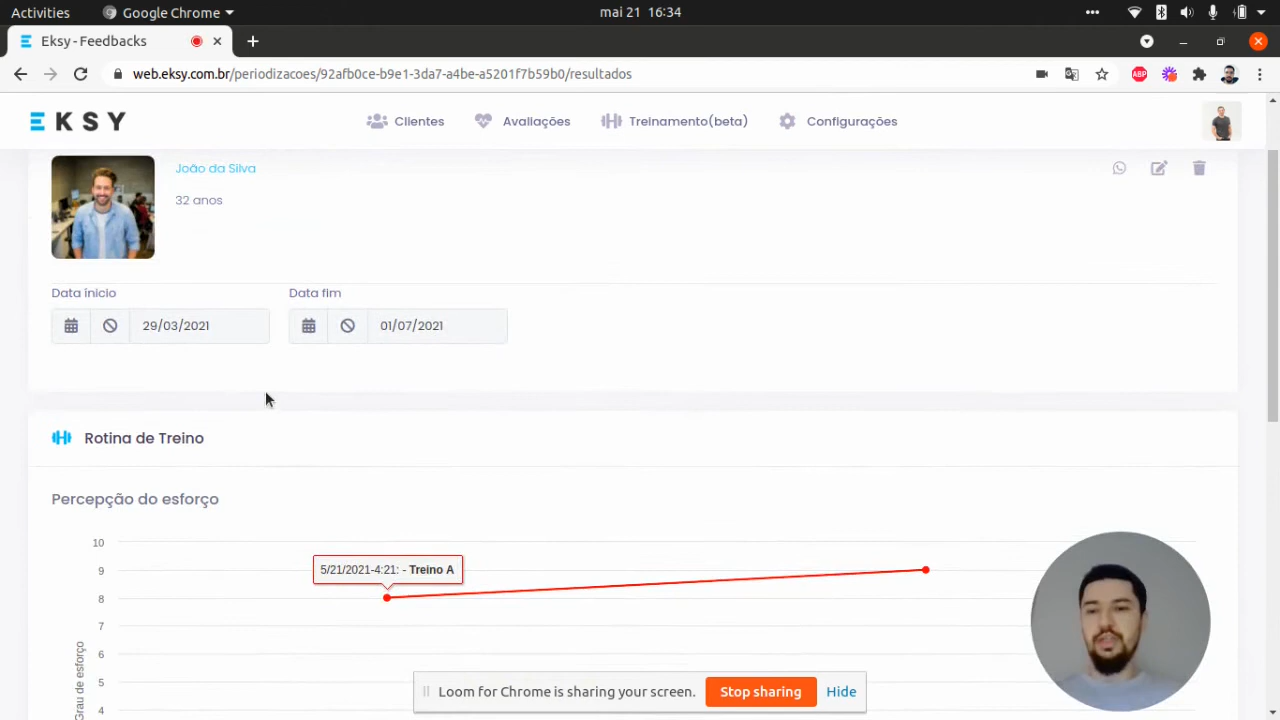 Activities Google Chrome mai 21 16:34
Eksy - Feedbacks
web.eksy.com.br/periodizacoes/92afb0ce-b9e1-3da7-a4be-a5201f7b59b0/resultados
ABP
EKSY Clientes Avaliações Treinamento(beta) Configurações
João da Silva
32 anos
Data ínicio Data fim
29/03/2021 01/07/2021
Rotina de Treino
Percepção do esforço
10
9
8
7
6
5
4
Grau de esforço
5/21/2021-4:21: - Treino A
Loom for Chrome is sharing your screen. Stop sharing Hide